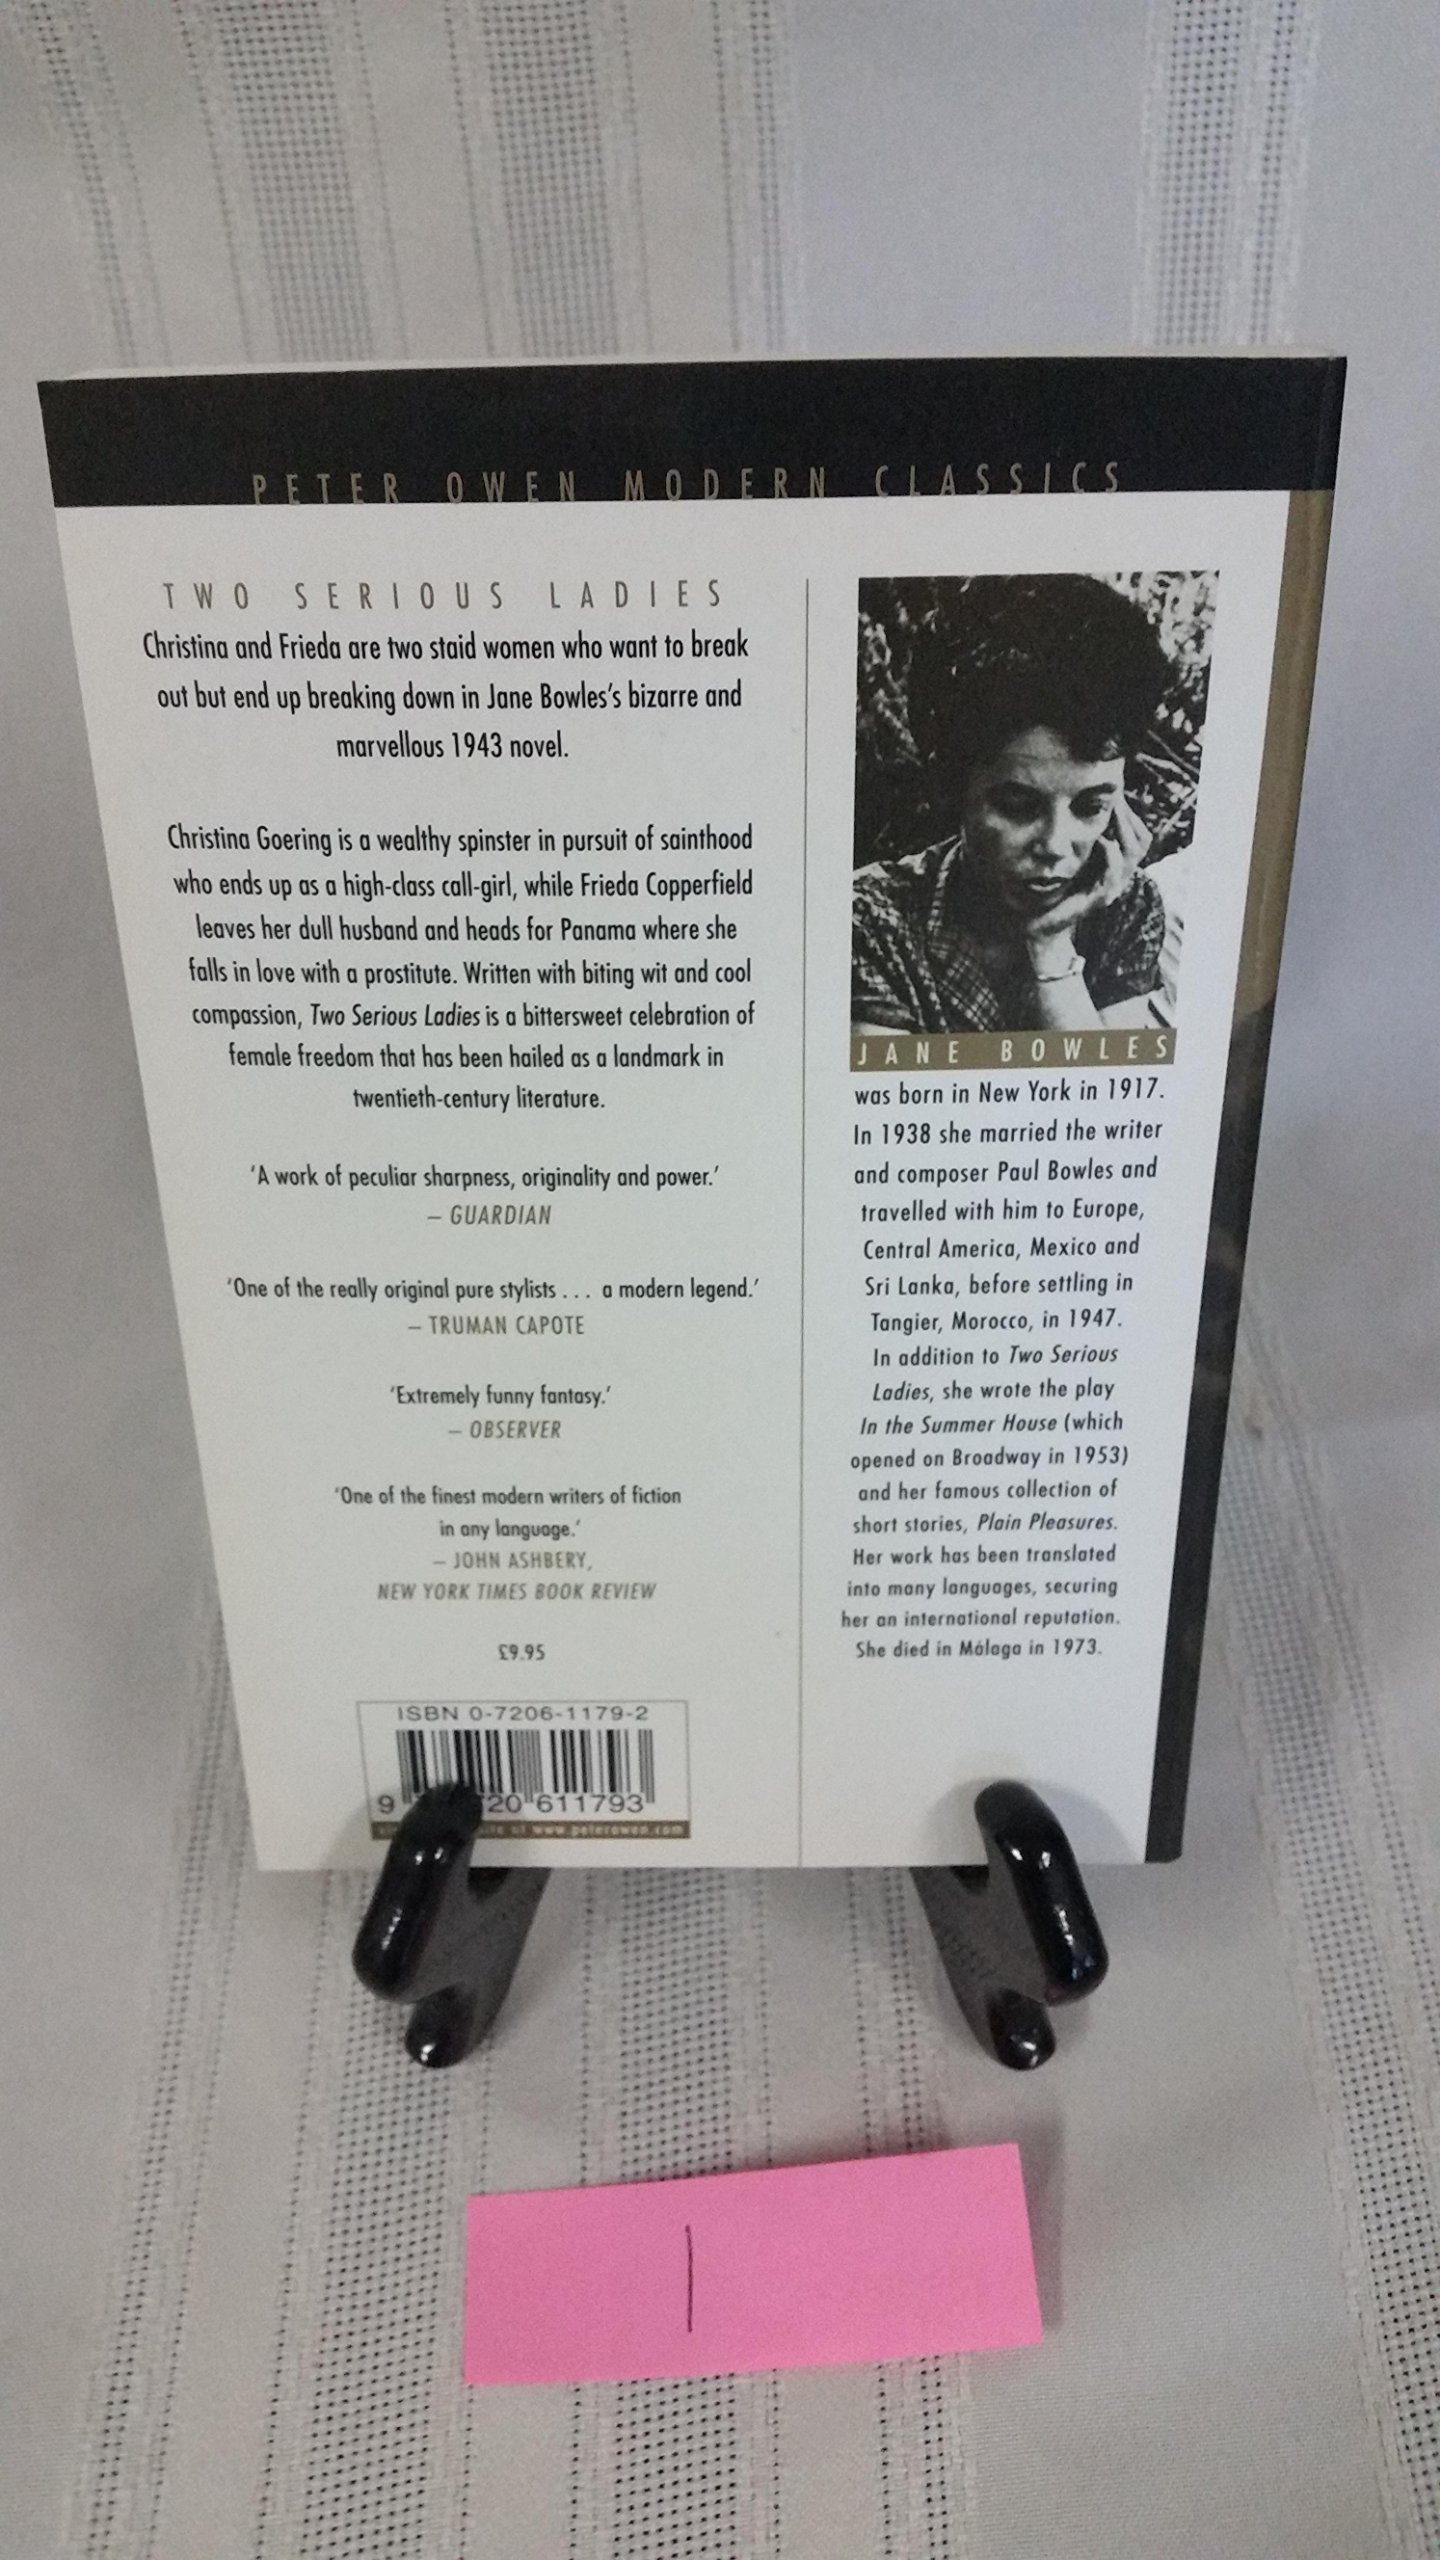 PETER OWEN MODERN CLASSICS
TWO SERIOUS LADIES
Christina and Frieda are two staid women who want to break
out but end up breaking down in Jane Bowles's bizarre and
marvellous 1943 novel.
Christina Goering is a wealthy spinster in pursuit of sainthood
who ends up as a high-class call-girl, while Frieda Copperfield
leaves her dull husband and heads for Panama where she
falls in love with a prostitute. Written with biting wit and cool
compassion, Two Serious Ladies is a bittersweet celebration of
female freedom that has been hailed as a landmark in
twentieth-century literature.
'A work of peculiar sharpness, originality and power.'
– GUARDIAN
'One of the really original pure stylists . . . a modern legend.'
– TRUMAN CAPOTE
'Extremely funny fantasy.'
– OBSERVER
'One of the finest modern writers of fiction
in any language.'
– JOHN ASHBERY,
NEW YORK TIMES BOOK REVIEW
£9.95
ISBN 0-7206-1179-2
9 20 611793
www.peterowen.com
JANE BOWLES
was born in New York in 1917.
In 1938 she married the writer
and composer Paul Bowles and
travelled with him to Europe,
Central America, Mexico and
Sri Lanka, before settling in
Tangier, Morocco, in 1947.
In addition to Two Serious
Ladies, she wrote the play
In the Summer House (which
opened on Broadway in 1953)
and her famous collection of
short stories, Plain Pleasures.
Her work has been translated
into many languages, securing
her an international reputation.
She died in Málaga in 1973.
1